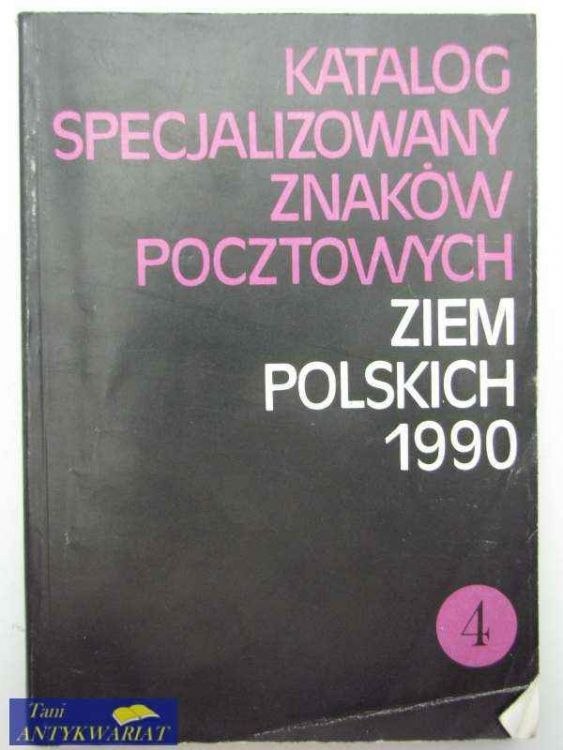 KATALOG
SPECJALIZOWANY
ZNAKÓW
POCZTOWYCH
ZIEM
POLSKICH
1990
4
Tani
ANTYKWARIAT